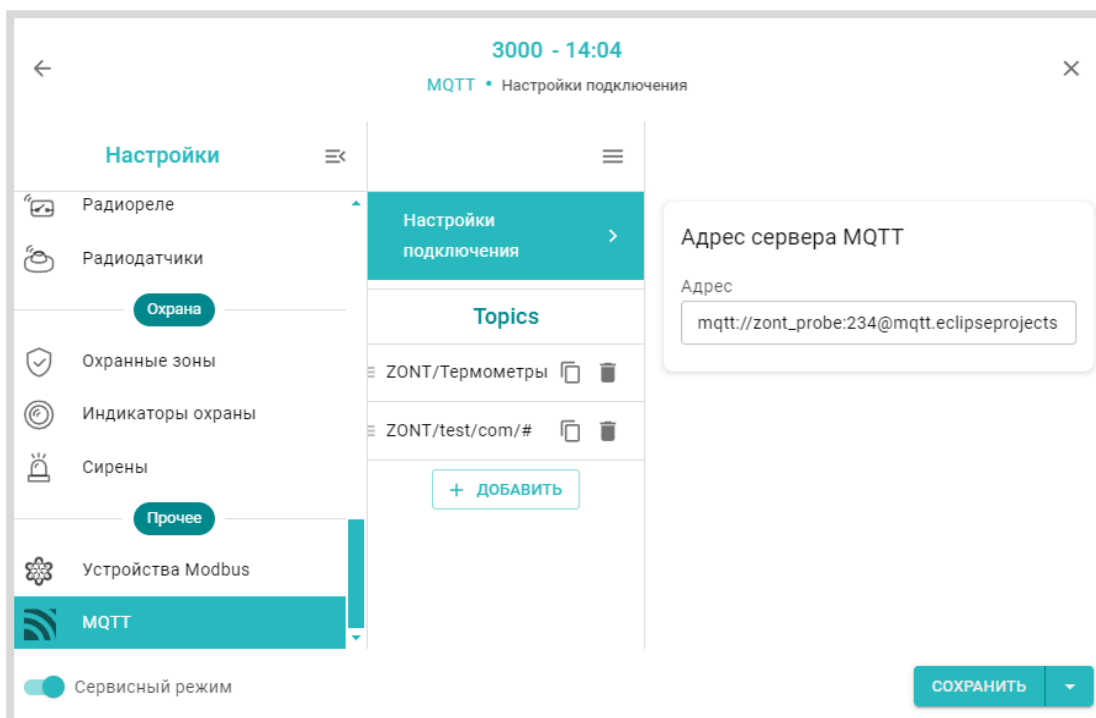 3000 - 14:04
MQTT • Настройки подключения
Настройки
Радиореле
Радиодатчики
Охрана
Охранные зоны
Индикаторы охраны
Сирены
Прочее
Устройства Modbus
MQTT
Настройки
подключения
Topics
ZONT/Термометры
ZONT/test/com/#
+ ДОБАВИТЬ
Адрес сервера MQTT
Адрес
mqtt://zont_probe:234@mqtt.eclipseprojects
Сервисный режим
СОХРАНИТЬ